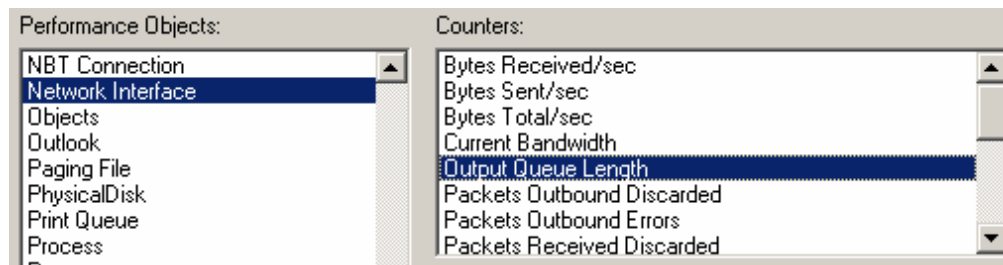 Performance Objects:
NBT Connection
Network Interface
Objects
Outlook
Paging File
PhysicalDisk
Print Queue
Process
Counters:
Bytes Received/sec
Bytes Sent/sec
Bytes Total/sec
Current Bandwidth
Output Queue Length
Packets Outbound Discarded
Packets Outbound Errors
Packets Received Discarded